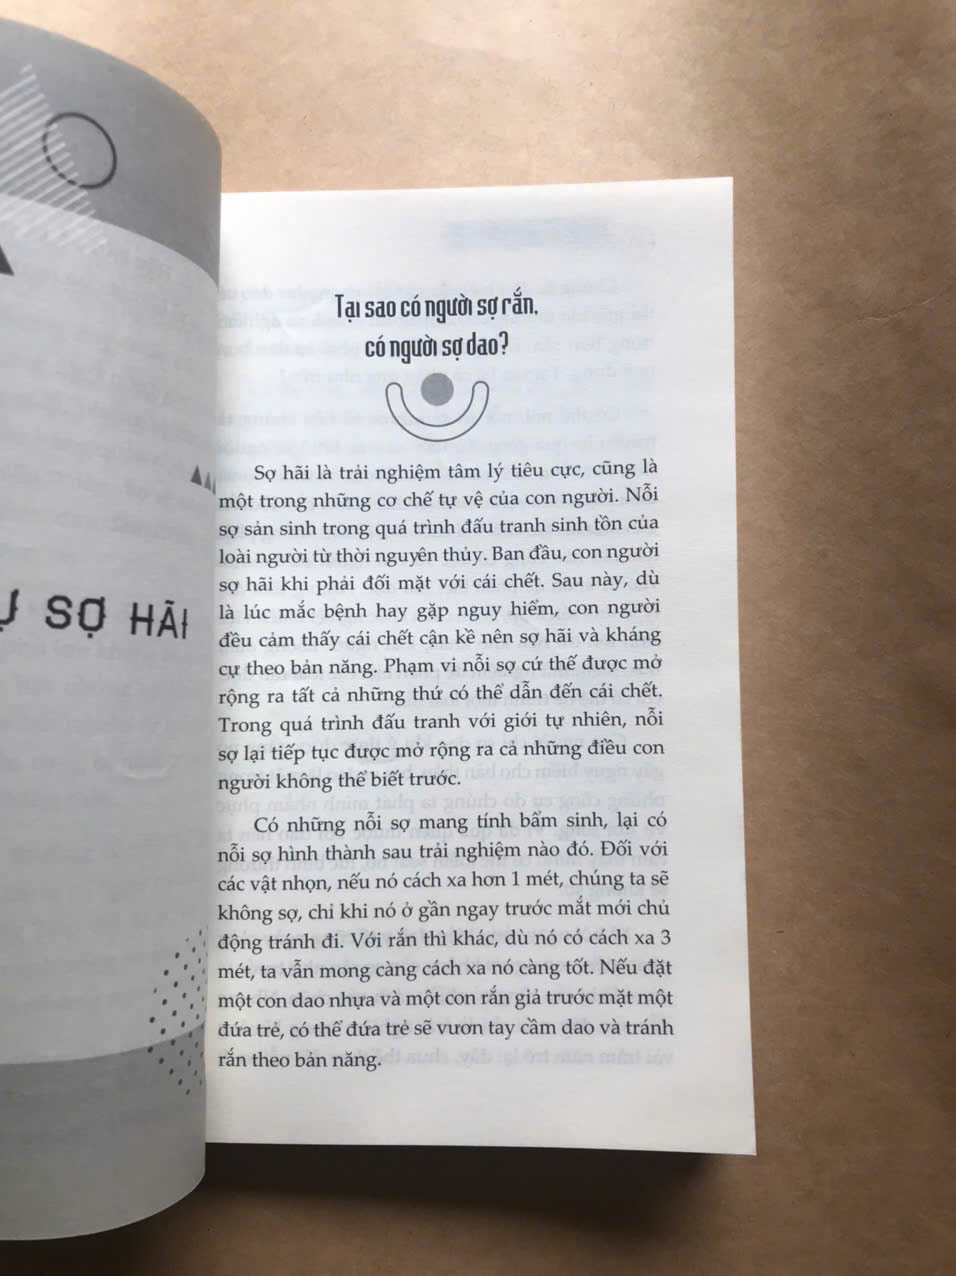 SỢ HÃI
Tại sao có người sợ rắn,
có người sợ dao?
Sợ hãi là trải nghiệm tâm lý tiêu cực, cũng là
một trong những cơ chế tự vệ của con người. Nỗi
sợ sản sinh trong quá trình đấu tranh sinh tồn của
loài người từ thời nguyên thủy. Ban đầu, con người
sợ hãi khi phải đối mặt với cái chết. Sau này, dù
là lúc mắc bệnh hay gặp nguy hiểm, con người
đều cảm thấy cái chết cận kề nên sợ hãi và kháng
cự theo bản năng. Phạm vi nỗi sợ cứ thế được mở
rộng ra tất cả những thứ có thể dẫn đến cái chết.
Trong quá trình đấu tranh với giới tự nhiên, nỗi
sợ lại tiếp tục được mở rộng ra cả những điều con
người không thể biết trước.
Có những nỗi sợ mang tính bẩm sinh, lại có
nỗi sợ hình thành sau trải nghiệm nào đó. Đối với
các vật nhọn, nếu nó cách xa hơn 1 mét, chúng ta sẽ
không sợ, chỉ khi nó ở gần ngay trước mắt mới chủ
động tránh đi. Với rắn thì khác, dù nó có cách xa 3
mét, ta vẫn mong càng cách xa nó càng tốt. Nếu đặt
một con dao nhựa và một con rắn giả trước mặt một
đứa trẻ, có thể đứa trẻ sẽ vươn tay cầm dao và tránh
rắn theo bản năng.